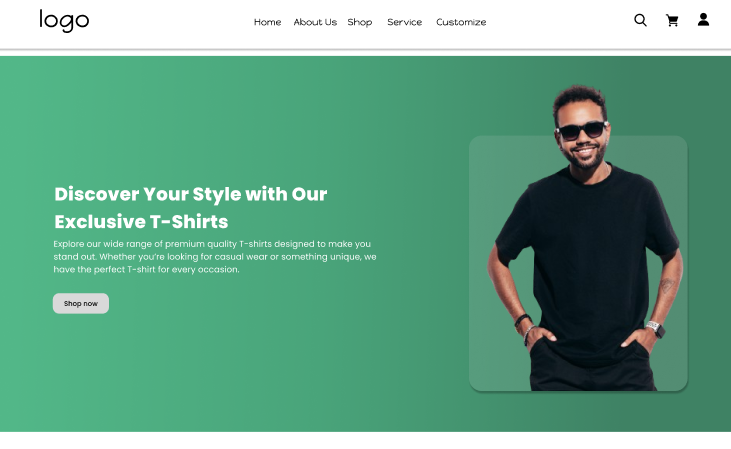 logo
Home About Us Shop Service Customize
Discover Your Style with Our
Exclusive T-Shirts
Explore our wide range of premium quality T-shirts designed to make you
stand out. Whether you're looking for casual wear or something unique, we
have the perfect T-shirt for every occasion.
Shop now